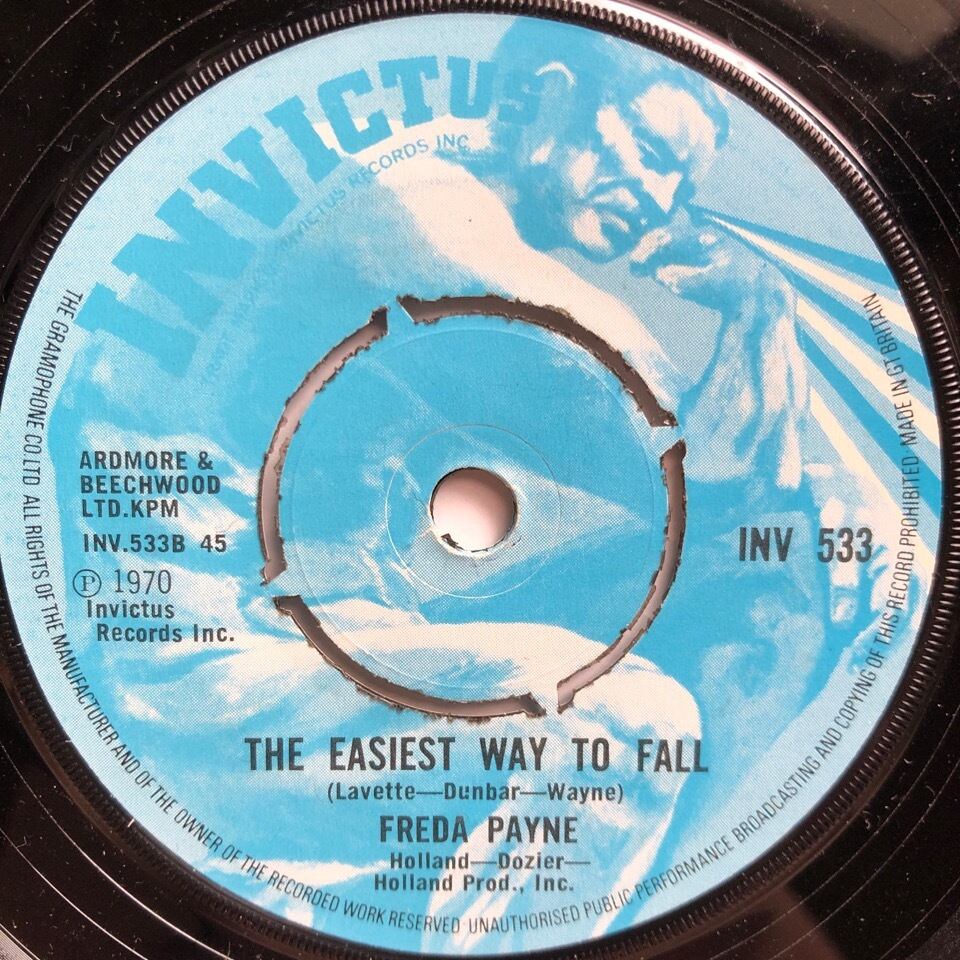 INVICTUS
INVICTUS RECORDS INC
ARDMORE &
BEECHWOOD
LTD.KPM
INV.533B 45
Ⓟ 1970
Invictus
Records Inc.
INV 533
THE EASIEST WAY TO FALL
(Lavette—Dunbar—Wayne)
FREDA PAYNE
Holland—Dozier—
Holland Prod., Inc.
THE GRAMOPHONE CO.LTD ALL RIGHTS OF THE MANUFACTURER AND OF THE OWNER OF THE RECORDED WORK RESERVED · UNAUTHORISED PUBLIC PERFORMANCE BROADCASTING AND COPYING OF THIS RECORD PROHIBITED. MADE IN GT BRITAIN